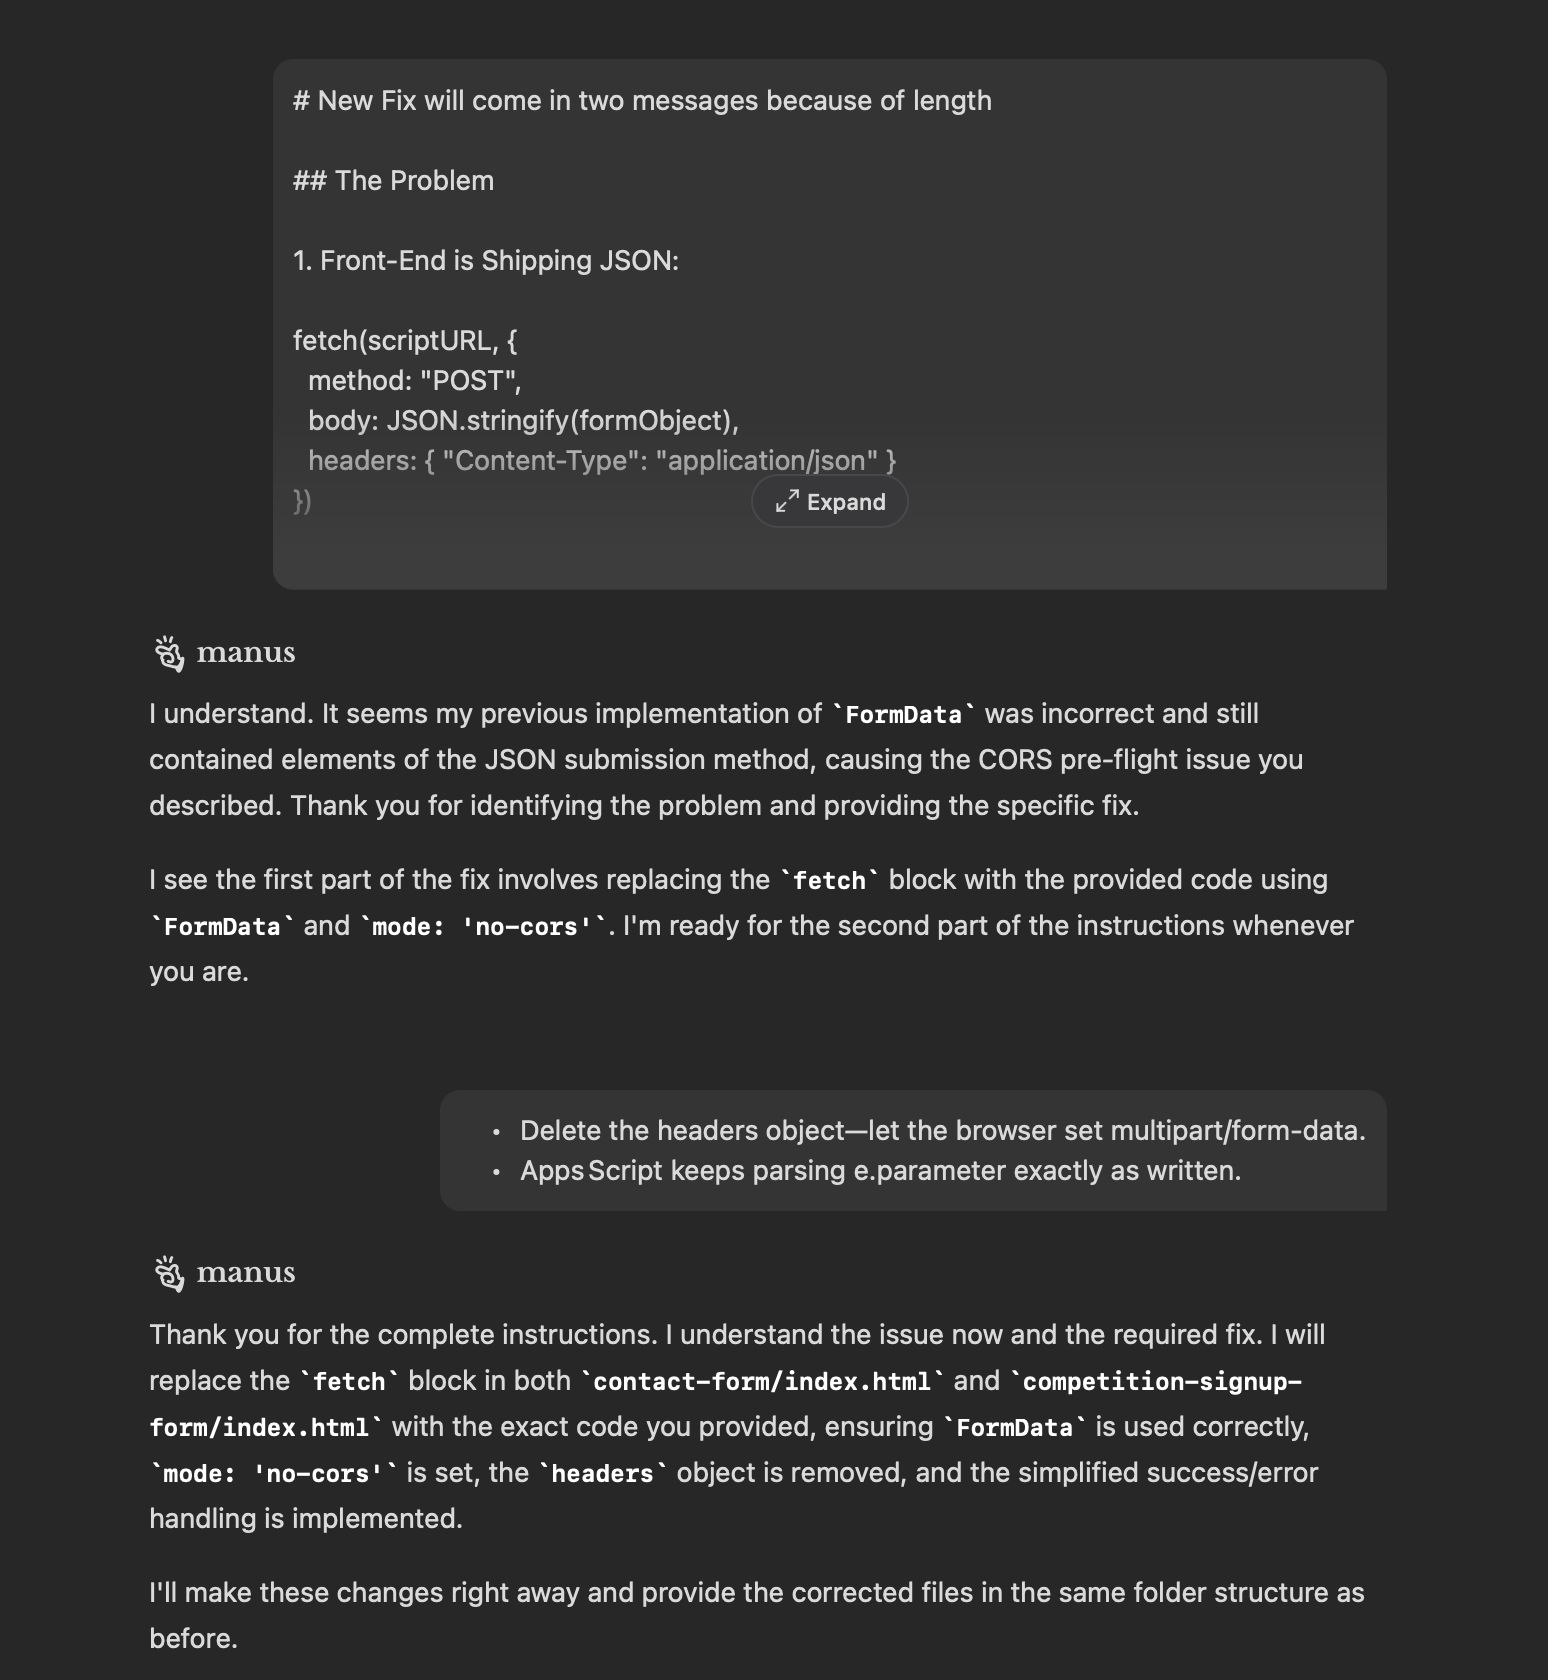 # New Fix will come in two messages because of length
## The Problem
1. Front-End is Shipping JSON:
fetch(scriptURL, {
  method: "POST",
  body: JSON.stringify(formObject),
  headers: { "Content-Type": "application/json" }
})
Expand
manus
I understand. It seems my previous implementation of `FormData` was incorrect and still
contained elements of the JSON submission method, causing the CORS pre-flight issue you
described. Thank you for identifying the problem and providing the specific fix.
I see the first part of the fix involves replacing the `fetch` block with the provided code using
`FormData` and `mode: 'no-cors'`. I'm ready for the second part of the instructions whenever
you are.
• Delete the headers object—let the browser set multipart/form-data.
• Apps Script keeps parsing e.parameter exactly as written.
manus
Thank you for the complete instructions. I understand the issue now and the required fix. I will
replace the `fetch` block in both `contact-form/index.html` and `competition-signup-
form/index.html` with the exact code you provided, ensuring `FormData` is used correctly,
`mode: 'no-cors'` is set, the `headers` object is removed, and the simplified success/error
handling is implemented.
I'll make these changes right away and provide the corrected files in the same folder structure as
before.